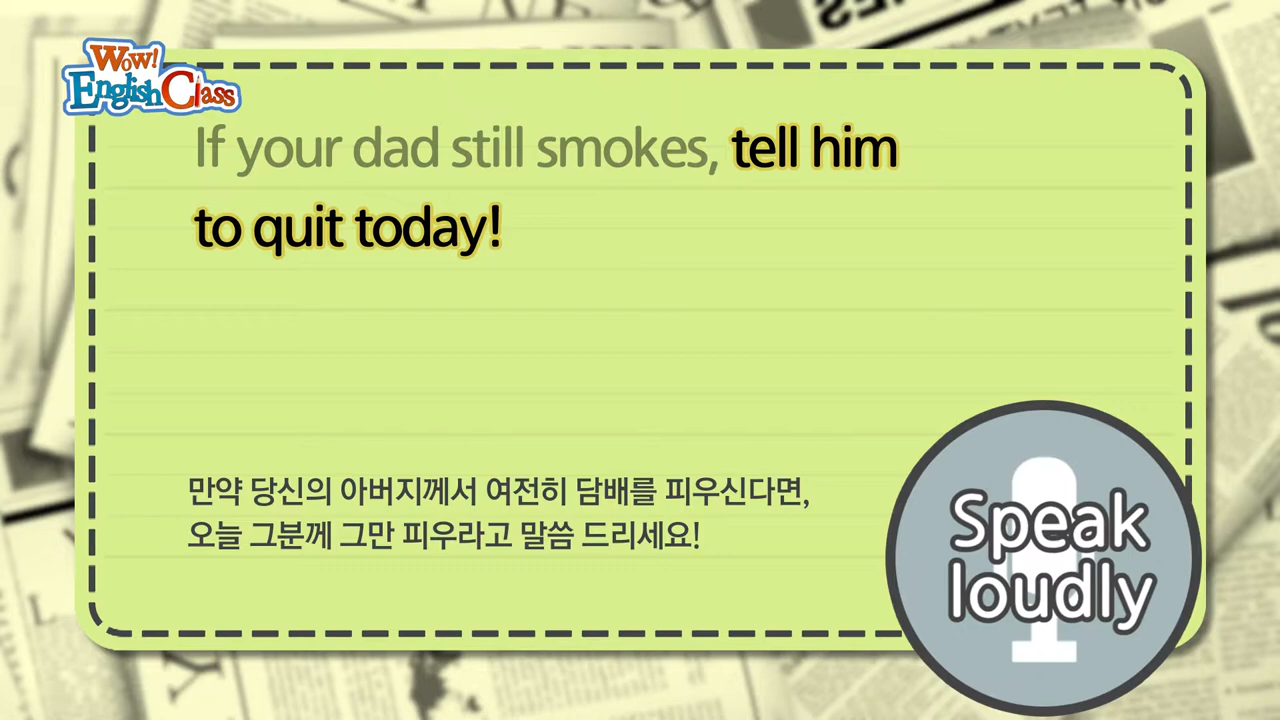 Wow!
English Class
If your dad still smokes, tell him
to quit today!
만약 당신의 아버지께서 여전히 담배를 피우신다면,
오늘 그분께 그만 피우라고 말씀 드리세요!
Speak
loudly